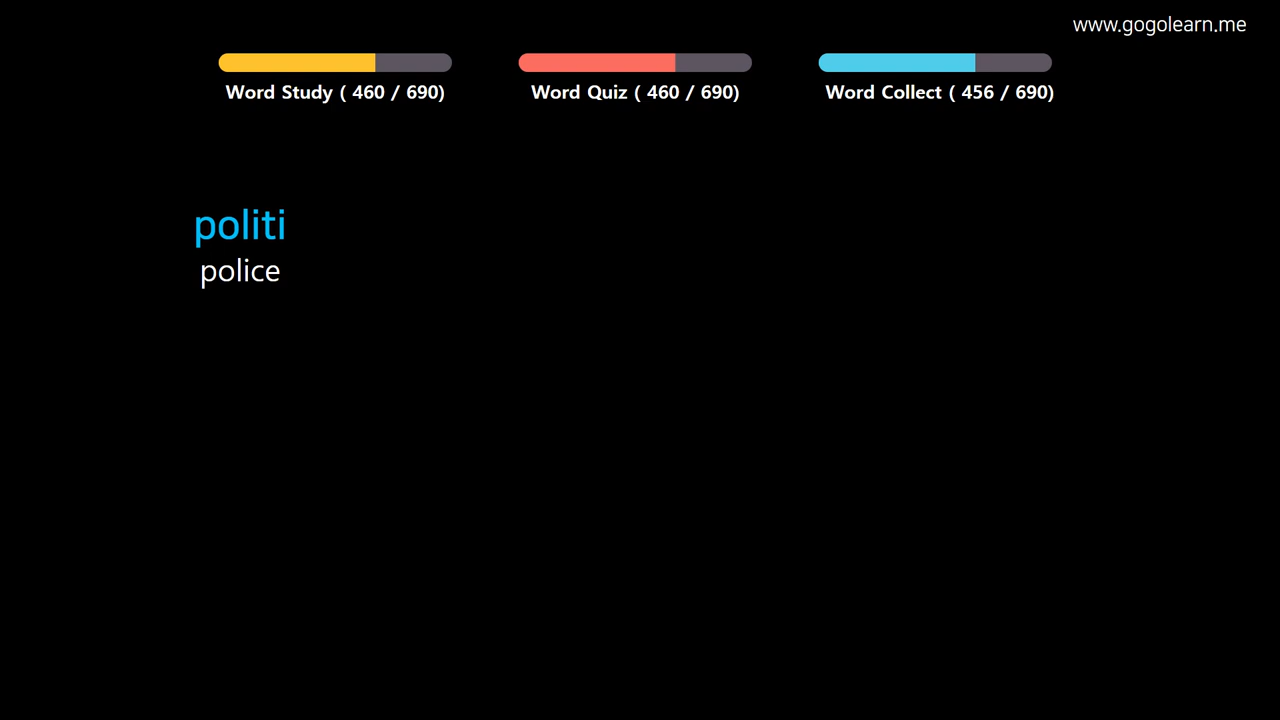 www.gogolearn.me
Word Study ( 460 / 690)
Word Quiz ( 460 / 690)
Word Collect ( 456 / 690)
politi
police